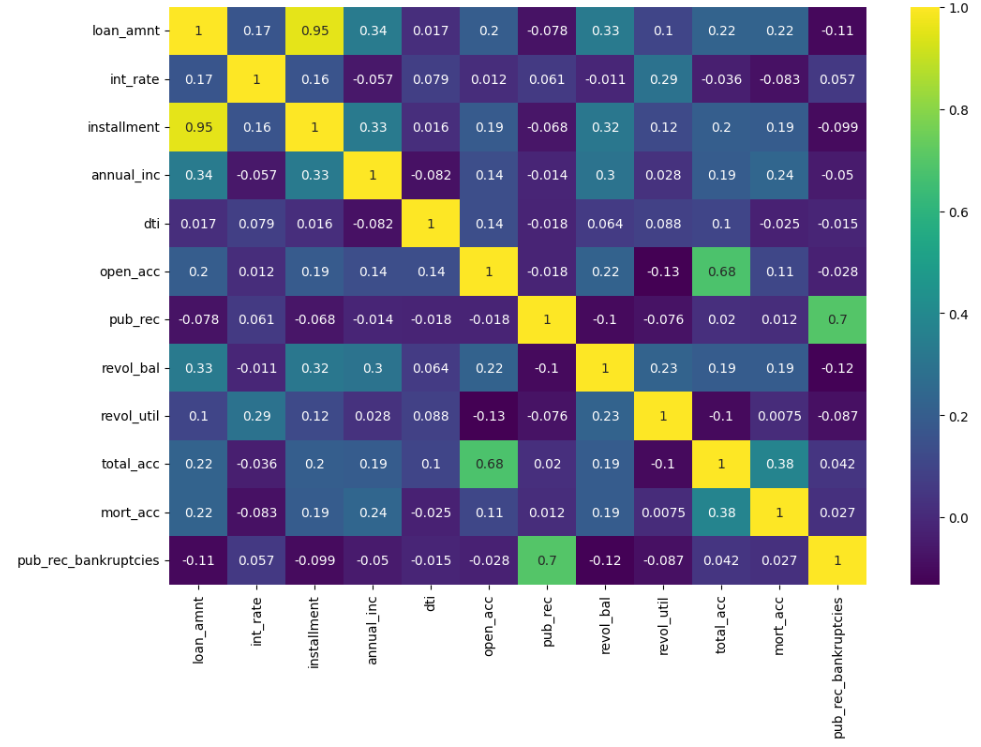 loan_amnt 1 0.17 0.95 0.34 0.017 0.2 -0.078 0.33 0.1 0.22 0.22 -0.11
int_rate 0.17 1 0.16 -0.057 0.079 0.012 0.061 -0.011 0.29 -0.036 -0.083 0.057
installment 0.95 0.16 1 0.33 0.016 0.19 -0.068 0.32 0.12 0.2 0.19 -0.099
annual_inc 0.34 -0.057 0.33 1 -0.082 0.14 -0.014 0.3 0.028 0.19 0.24 -0.05
dti 0.017 0.079 0.016 -0.082 1 0.14 -0.018 0.064 0.088 0.1 -0.025 -0.015
open_acc 0.2 0.012 0.19 0.14 0.14 1 -0.018 0.22 -0.13 0.68 0.11 -0.028
pub_rec -0.078 0.061 -0.068 -0.014 -0.018 -0.018 1 -0.1 -0.076 0.02 0.012 0.7
revol_bal 0.33 -0.011 0.32 0.3 0.064 0.22 -0.1 1 0.23 0.19 0.19 -0.12
revol_util 0.1 0.29 0.12 0.028 0.088 -0.13 -0.076 0.23 1 -0.1 0.0075 -0.087
total_acc 0.22 -0.036 0.2 0.19 0.1 0.68 0.02 0.19 -0.1 1 0.38 0.042
mort_acc 0.22 -0.083 0.19 0.24 -0.025 0.11 0.012 0.19 0.0075 0.38 1 0.027
pub_rec_bankruptcies -0.11 0.057 -0.099 -0.05 -0.015 -0.028 0.7 -0.12 -0.087 0.042 0.027 1
loan_amnt
int_rate
installment
annual_inc
dti
open_acc
pub_rec
revol_bal
revol_util
total_acc
mort_acc
pub_rec_bankruptcies
1.0
0.8
0.6
0.4
0.2
0.0